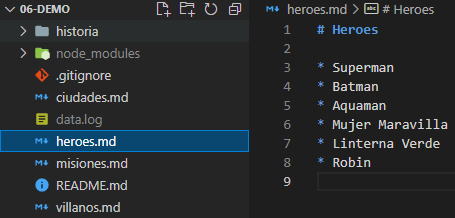 06-DEMO
historia
node_modules
.gitignore
ciudades.md
data.log
heroes.md
misiones.md
README.md
villanos.md
heroes.md > # Heroes
1 # Heroes
2
3 * Superman
4 * Batman
5 * Aquaman
6 * Mujer Maravilla
7 * Linterna Verde
8 * Robin
9